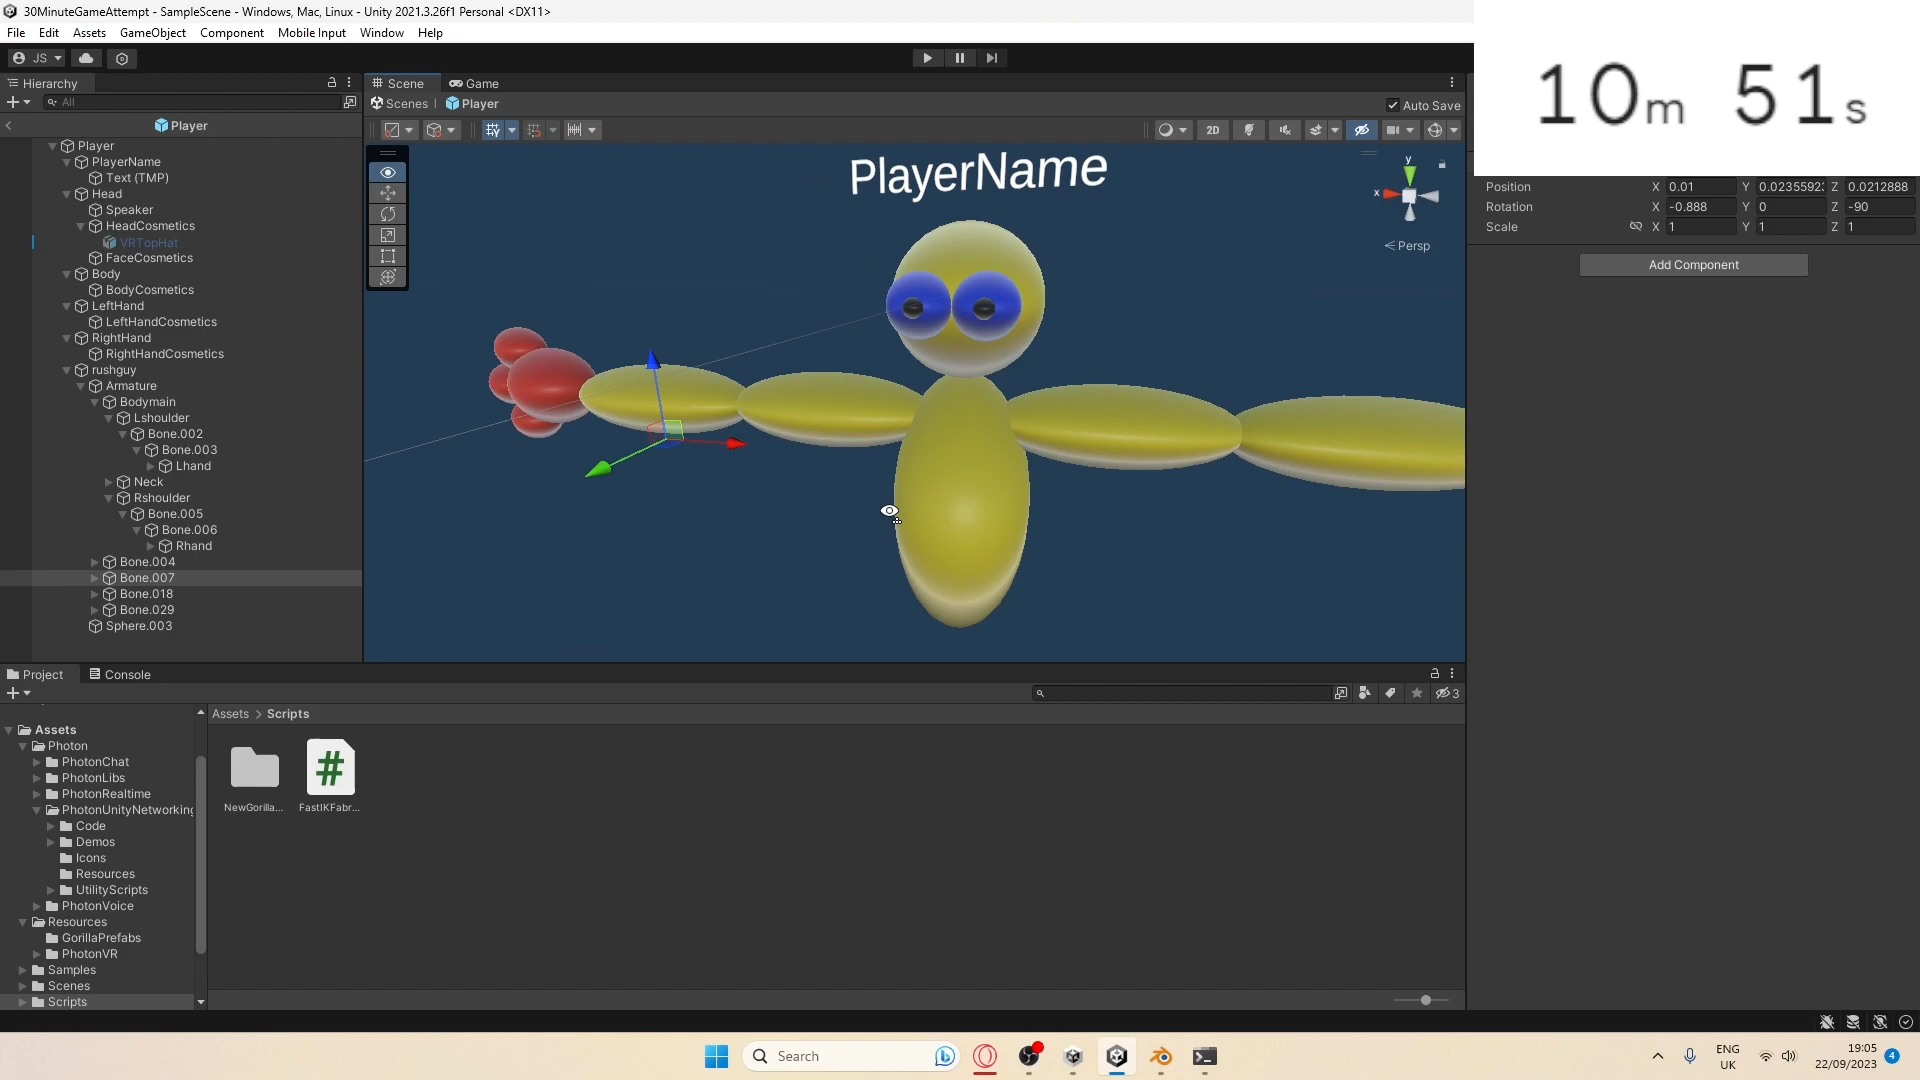 30MinuteGameAttempt - SampleScene - Windows, Mac, Linux - Unity 2021.3.26f1 Personal <DX11>
File Edit Assets GameObject Component Mobile Input Window Help
10m 51s
JS
Hierarchy
Scene
Game
All
Scenes
Player
Auto Save
Player
2D
Player
PlayerName
Text (TMP)
Head
Speaker
HeadCosmetics
VRTopHat
FaceCosmetics
Body
BodyCosmetics
LeftHand
LeftHandCosmetics
RightHand
RightHandCosmetics
rushguy
Armature
Bodymain
Lshoulder
Bone.002
Bone.003
Lhand
Neck
Rshoulder
Bone.005
Bone.006
Rhand
Bone.004
Bone.007
Bone.018
Bone.029
Sphere.003
PlayerName
y
x
Persp
Position X 0.01 Y 0.0235592 Z 0.0212888
Rotation X -0.888 Y 0 Z -90
Scale X 1 Y 1 Z 1
Add Component
Project
Console
3
Assets
Photon
PhotonChat
PhotonLibs
PhotonRealtime
PhotonUnityNetworking
Code
Demos
Icons
Resources
UtilityScripts
PhotonVoice
Resources
GorillaPrefabs
PhotonVR
Samples
Scenes
Scripts
Assets > Scripts
#
NewGorilla...
FastIKFabr...
Search
ENG
UK
19:05
22/09/2023
4